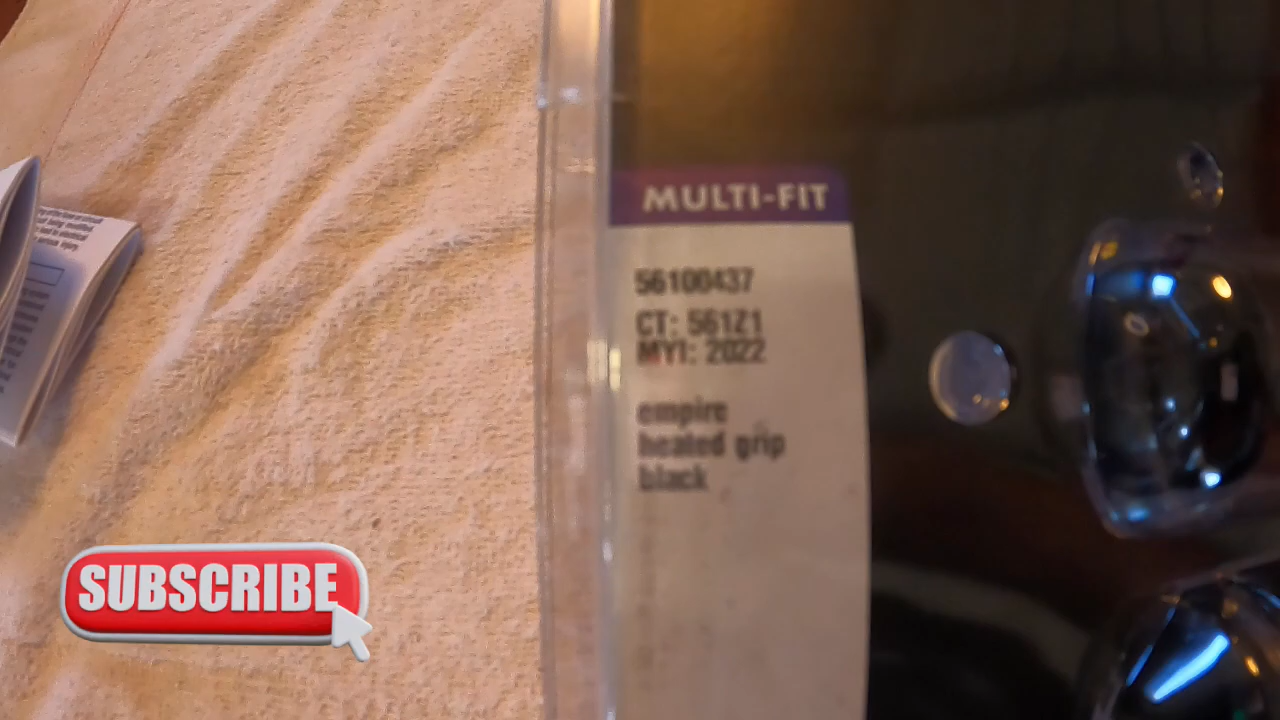 MULTI-FIT
56100437
CT: 561Z1
MYI: 2022
empire
heated grip
black
SUBSCRIBE